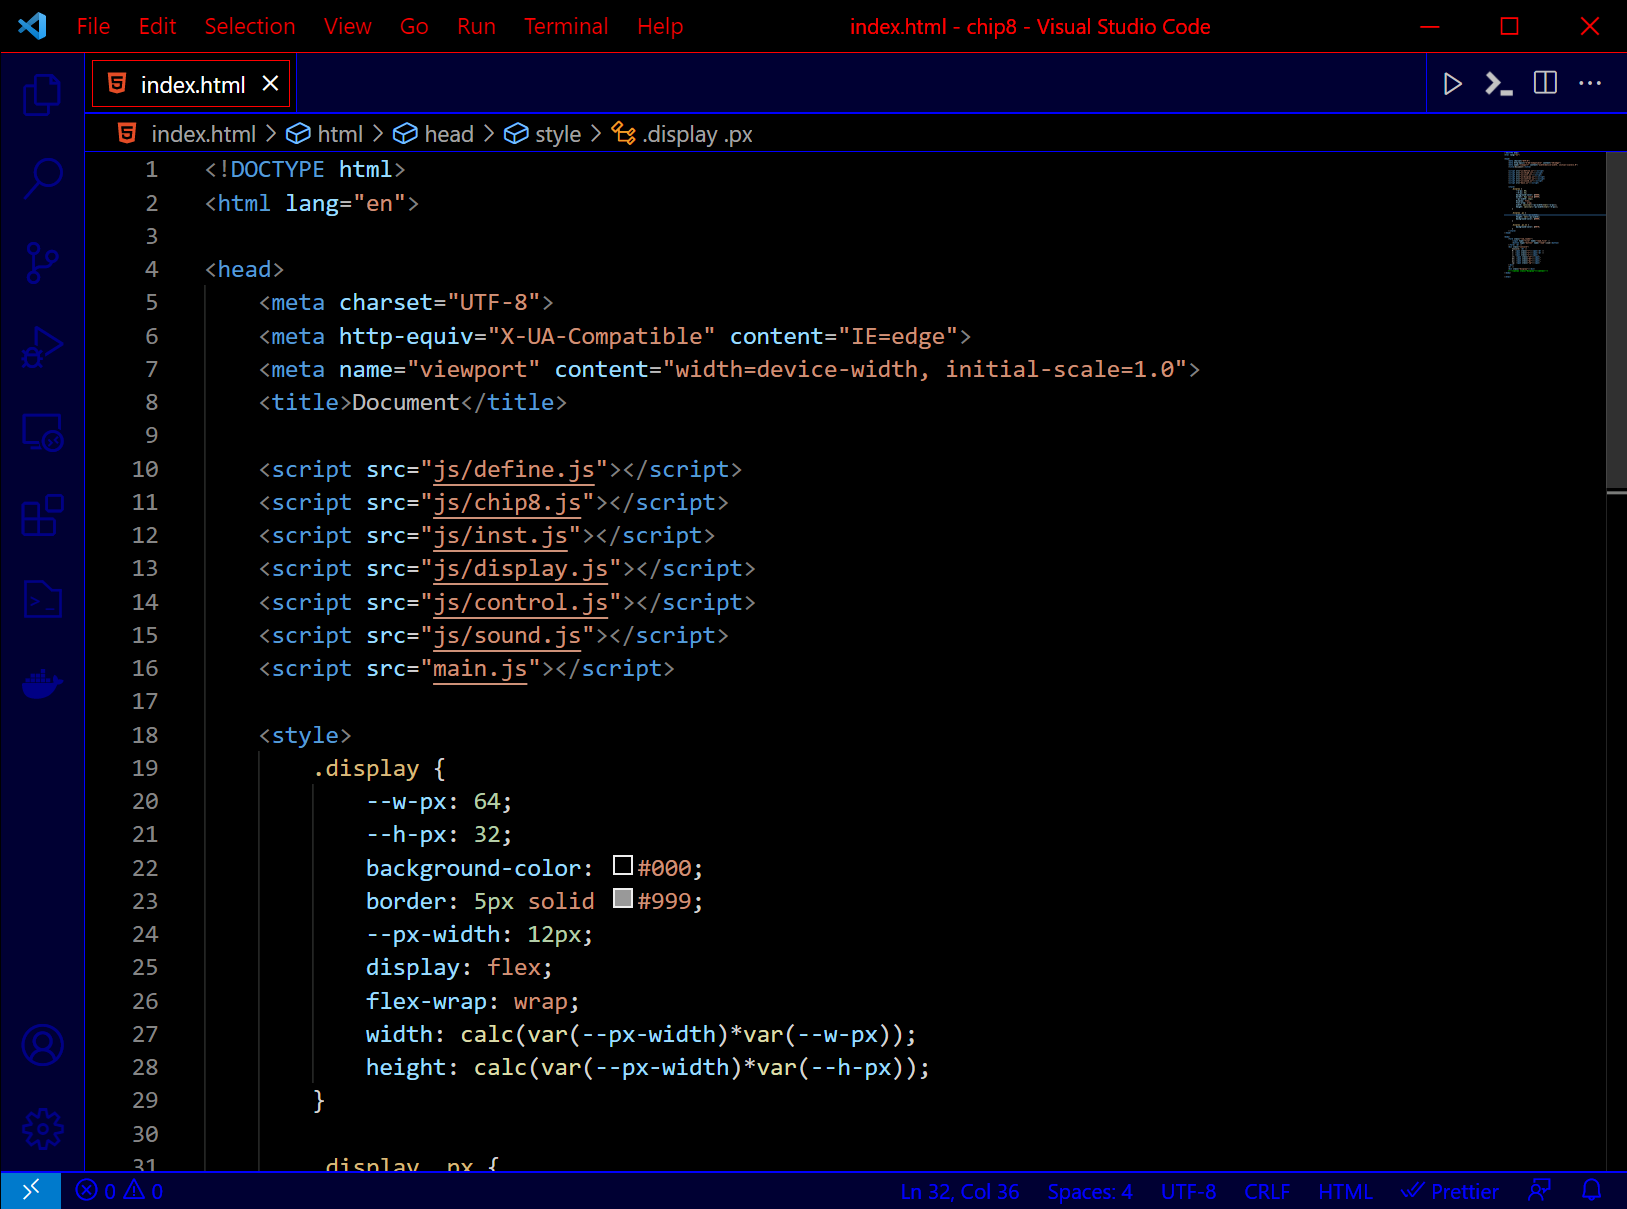 File Edit Selection View Go Run Terminal Help index.html - chip8 - Visual Studio Code
index.html
index.html > html > head > style > .display .px
1 <!DOCTYPE html>
2 <html lang="en">
3
4 <head>
5     <meta charset="UTF-8">
6     <meta http-equiv="X-UA-Compatible" content="IE=edge">
7     <meta name="viewport" content="width=device-width, initial-scale=1.0">
8     <title>Document</title>
9
10     <script src="js/define.js"></script>
11     <script src="js/chip8.js"></script>
12     <script src="js/inst.js"></script>
13     <script src="js/display.js"></script>
14     <script src="js/control.js"></script>
15     <script src="js/sound.js"></script>
16     <script src="main.js"></script>
17
18     <style>
19         .display {
20             --w-px: 64;
21             --h-px: 32;
22             background-color: #000;
23             border: 5px solid #999;
24             --px-width: 12px;
25             display: flex;
26             flex-wrap: wrap;
27             width: calc(var(--px-width)*var(--w-px));
28             height: calc(var(--px-width)*var(--h-px));
29         }
30
31         .display .px {
0 0 Ln 32, Col 36 Spaces: 4 UTF-8 CRLF HTML Prettier